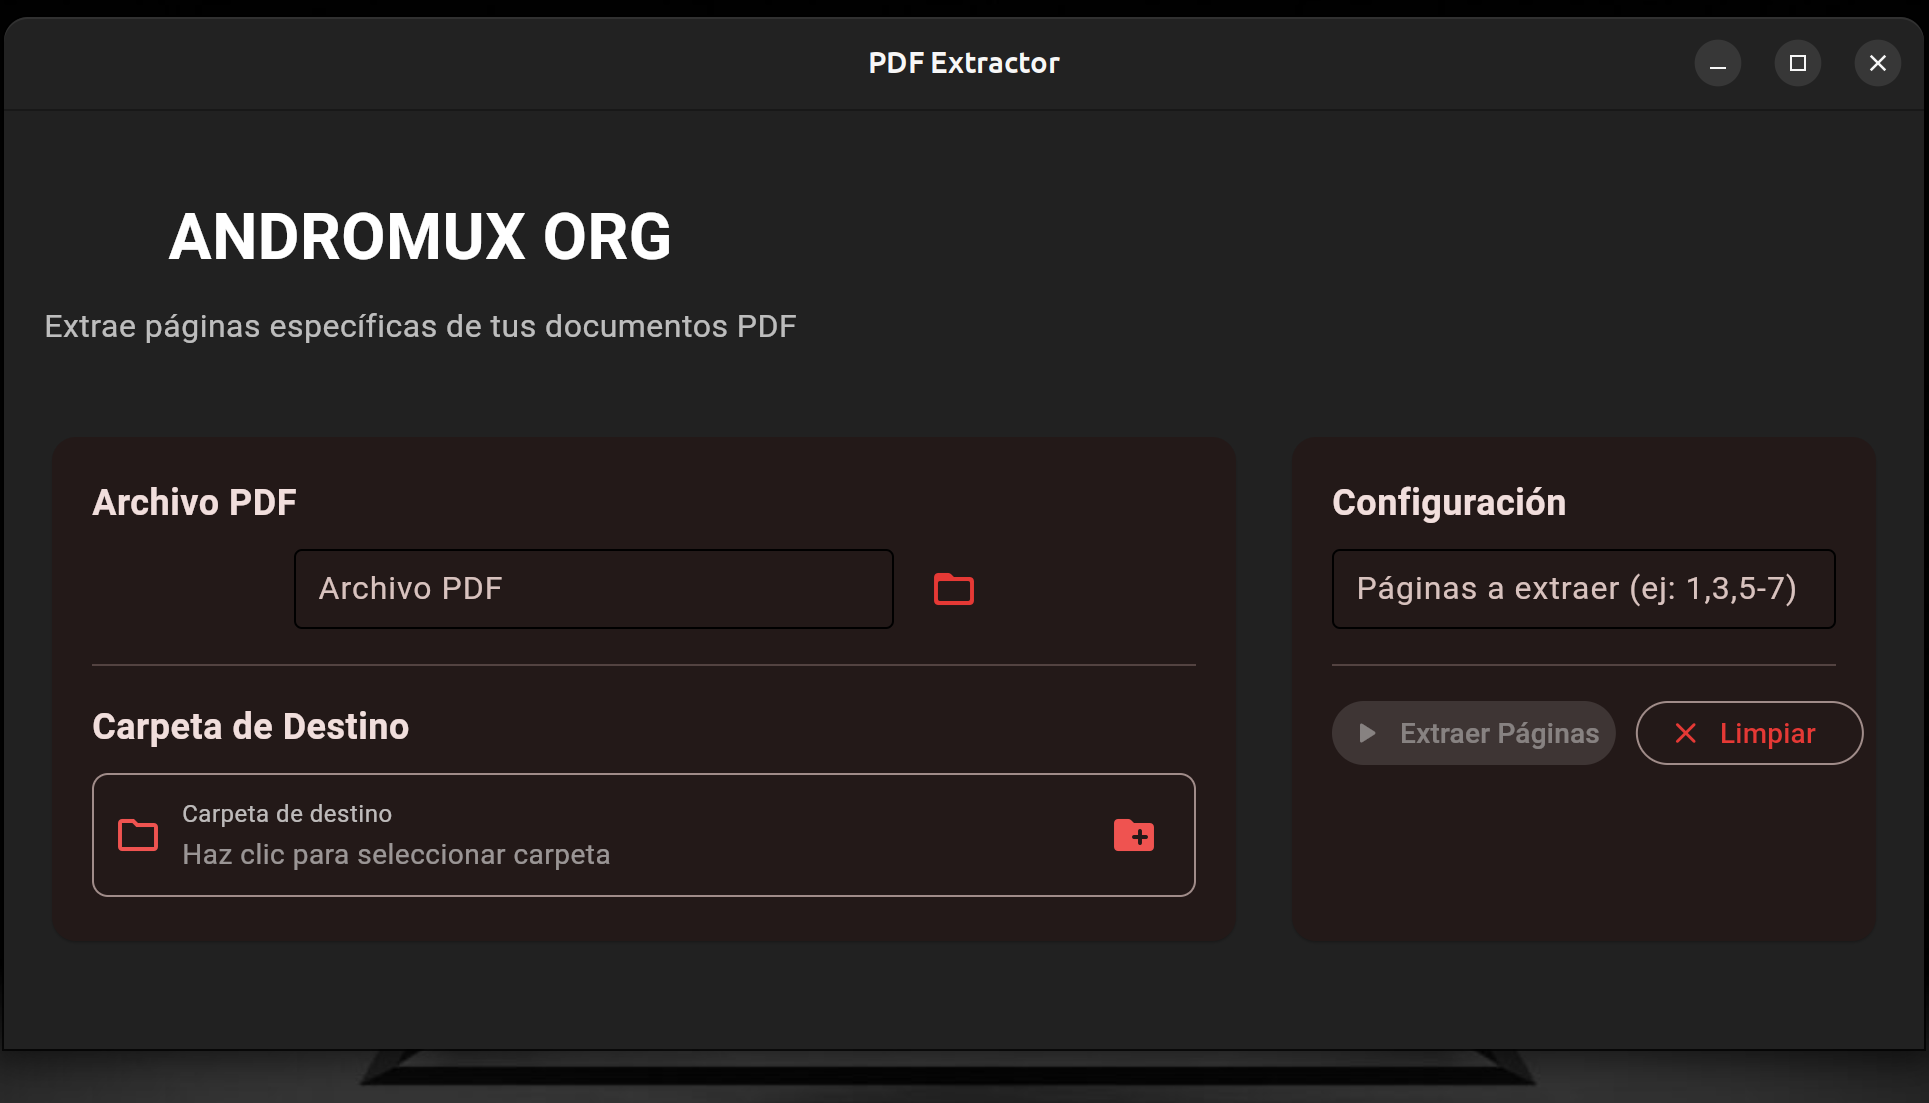 PDF Extractor
ANDROMUX ORG
Extrae páginas específicas de tus documentos PDF
Archivo PDF
Archivo PDF
Carpeta de Destino
Carpeta de destino
Haz clic para seleccionar carpeta
Configuración
Páginas a extraer (ej: 1,3,5-7)
Extraer Páginas
Limpiar